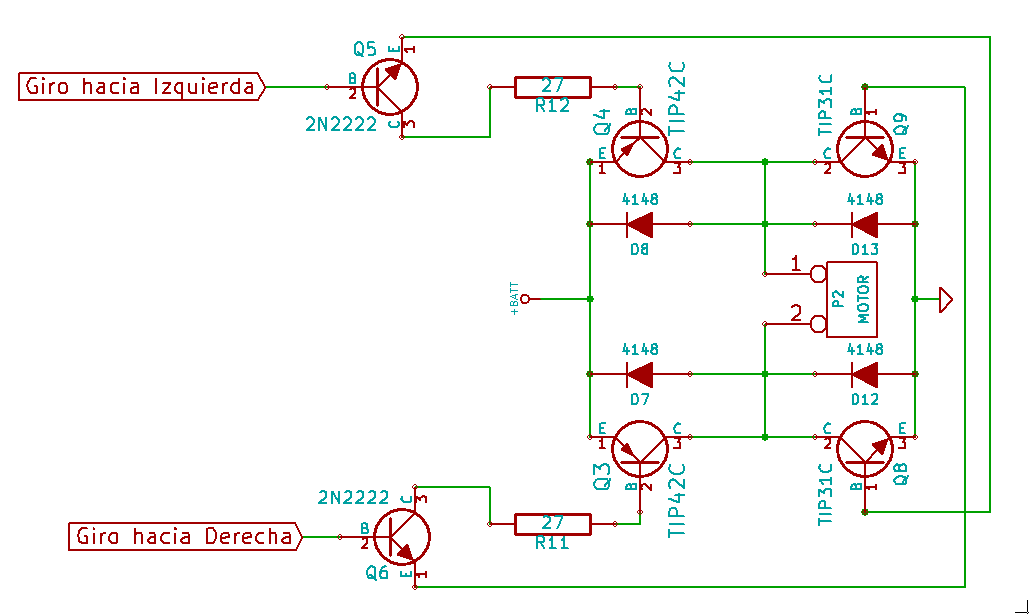 Q5
E
1
Giro hacia Izquierda
B
2
2N2222
C
3
27
R12
Q4
B
2
TIP42C
E
1
C
3
TIP31C
B
1
Q9
C
2
E
3
4148
D8
4148
D13
+BATT
1
2
P2
MOTOR
4148
D7
4148
D12
E
1
C
3
Q3
B
2
TIP42C
C
2
E
3
TIP31C
B
1
Q8
2N2222
C
3
27
R11
Giro hacia Derecha
B
2
Q6
E
1